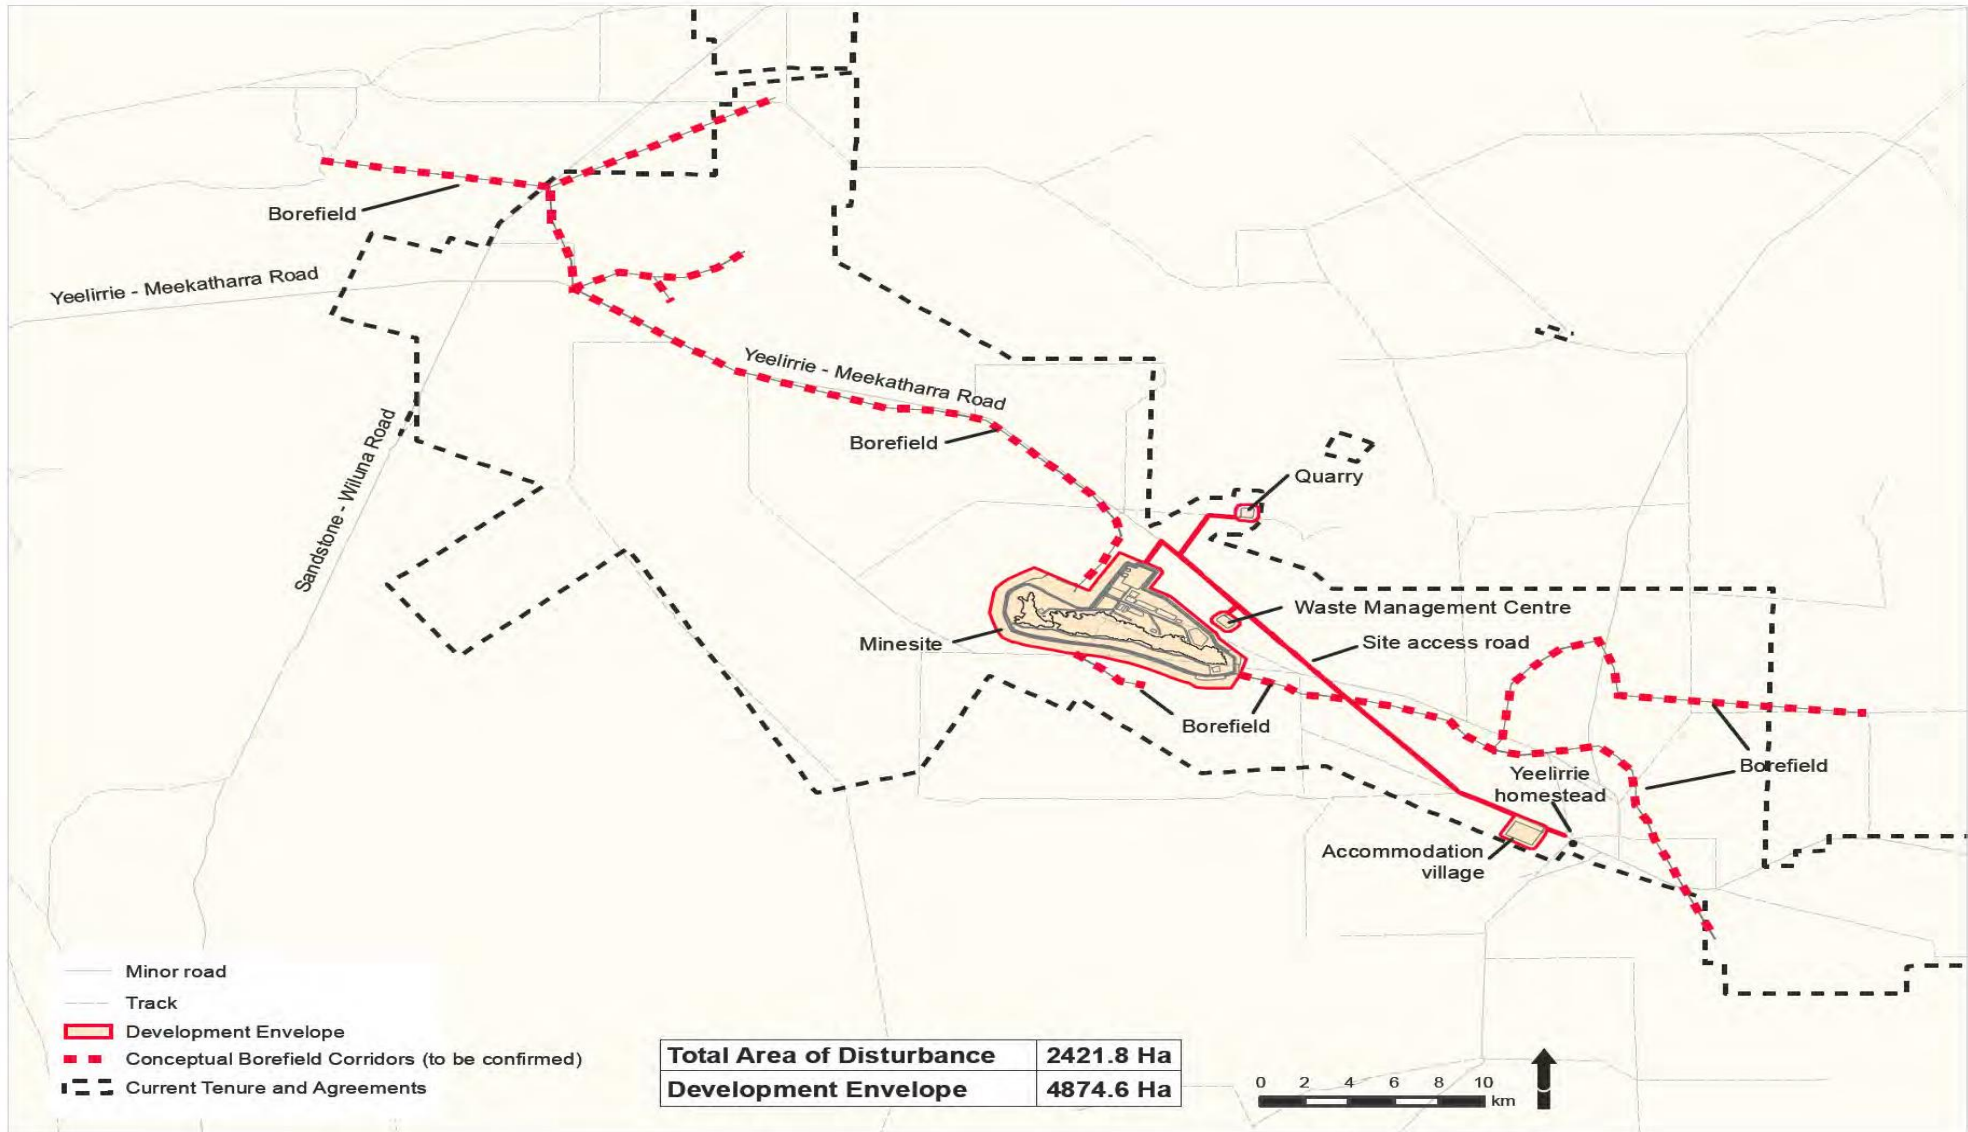 Borefield
Yeelirrie - Meekatharra Road
Yeelirrie - Meekatharra Road
Borefield
Sandstone - Wiluna Road
Quarry
Waste Management Centre
Minesite
Site access road
Borefield
Borefield
Yeelirrie
homestead
Accommodation
village
Minor road
Track
Development Envelope
Conceptual Borefield Corridors (to be confirmed)
Current Tenure and Agreements
Total Area of Disturbance 2421.8 Ha
Development Envelope 4874.6 Ha
0 2 4 6 8 10
km